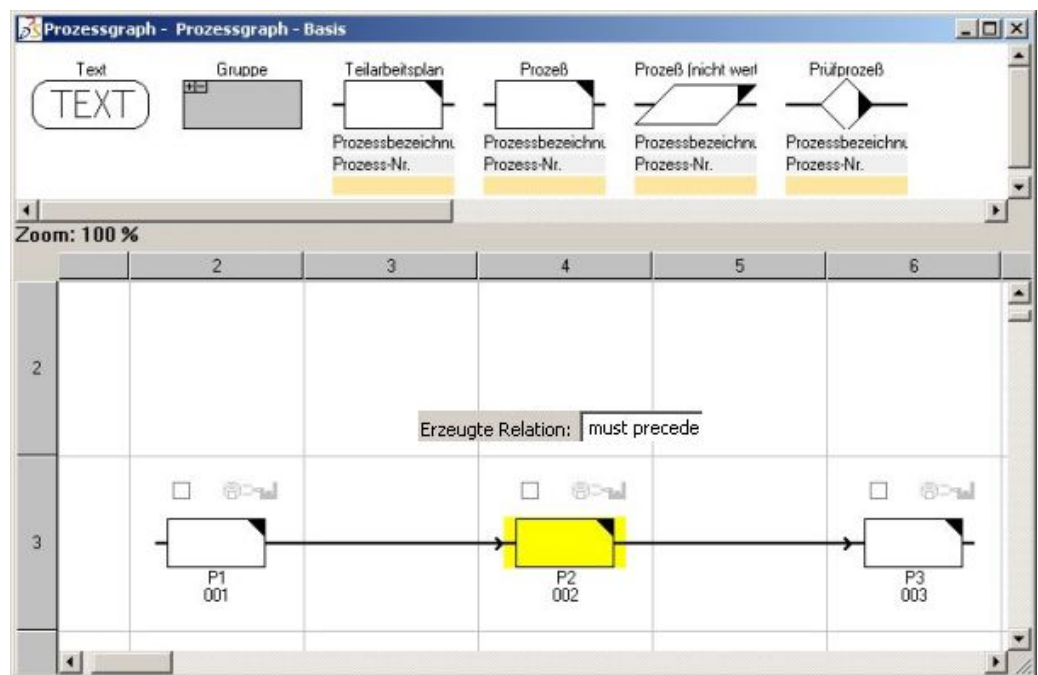 Prozessgraph - Prozessgraph - Basis
Text Gruppe Teilarbeitsplan Prozeß Prozeß (nicht wert Prüfprozeß
TEXT
Prozessbezeichnu Prozessbezeichnu Prozessbezeichnu Prozessbezeichnu
Prozess-Nr. Prozess-Nr. Prozess-Nr. Prozess-Nr.
Zoom: 100 %
2 3 4 5 6
2
Erzeugte Relation: must precede
3
P1 P2 P3
001 002 003